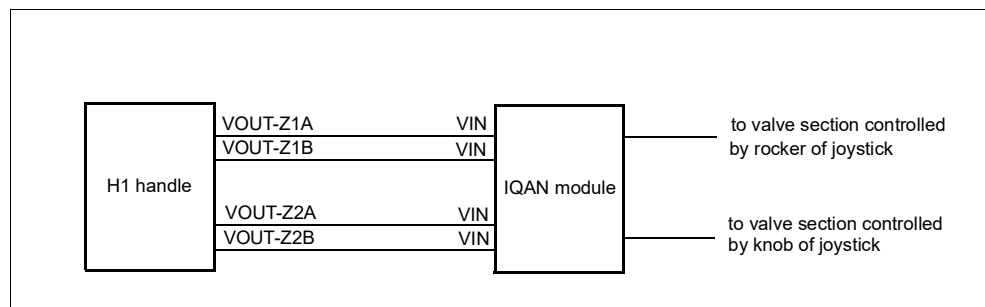 VOUT-Z1A VIN
VOUT-Z1B VIN
H1 handle
IQAN module
VOUT-Z2A VIN
VOUT-Z2B VIN
to valve section controlled
by rocker of joystick
to valve section controlled
by knob of joystick